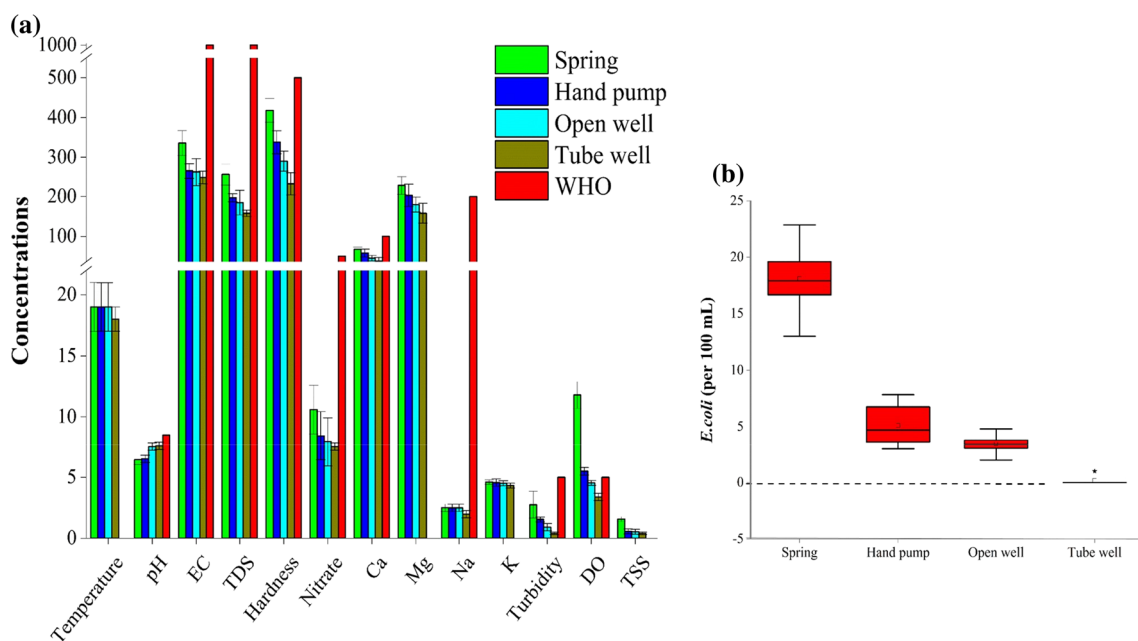 (a)
Concentrations
1000
500
400
300
200
100
20
15
10
5
0
Spring
Hand pump
Open well
Tube well
WHO
Temperature
pH
EC
TDS
Hardness
Nitrate
Ca
Mg
Na
K
Turbidity
DO
TSS
(b)
E.coli (per 100 mL)
25
20
15
10
5
0
-5
*
Spring
Hand pump
Open well
Tube well